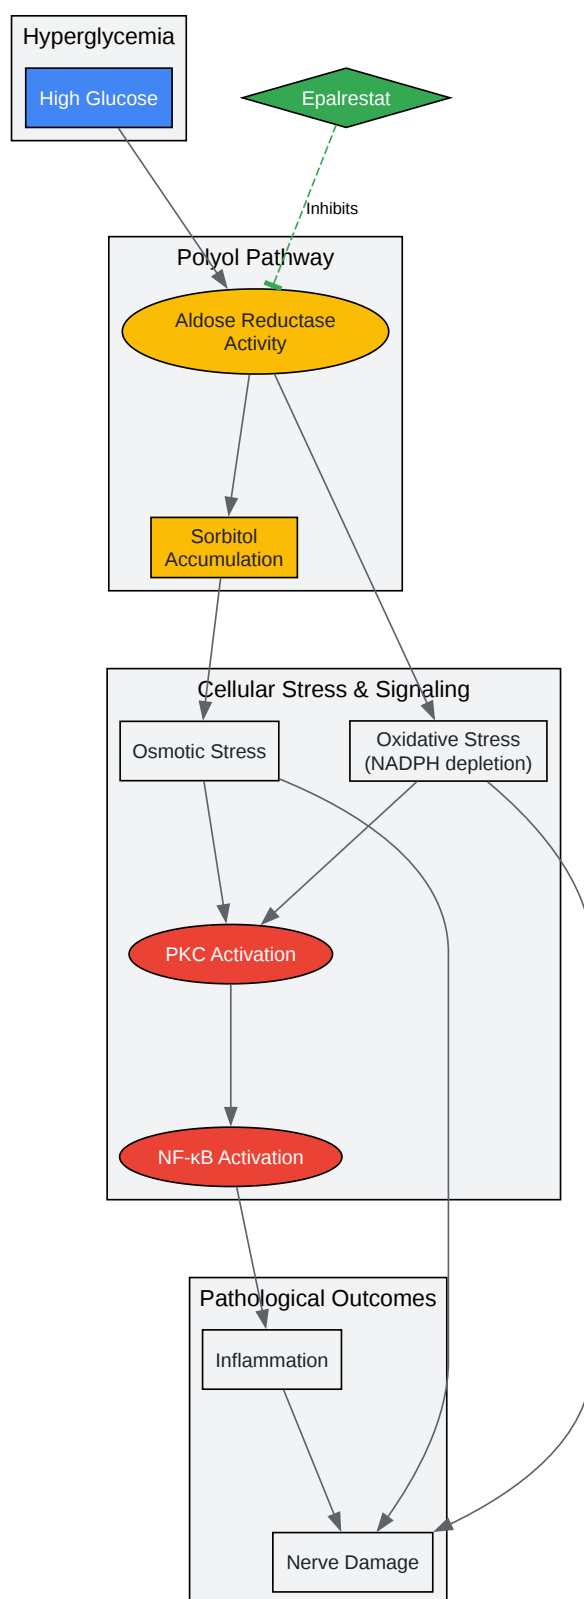 Hyperglycemia
High Glucose
Epalrestat
Inhibits
Polyol Pathway
Aldose Reductase
Activity
Sorbitol
Accumulation
Cellular Stress & Signaling
Osmotic Stress
Oxidative Stress
(NADPH depletion)
PKC Activation
NF-κB Activation
Pathological Outcomes
Inflammation
Nerve Damage